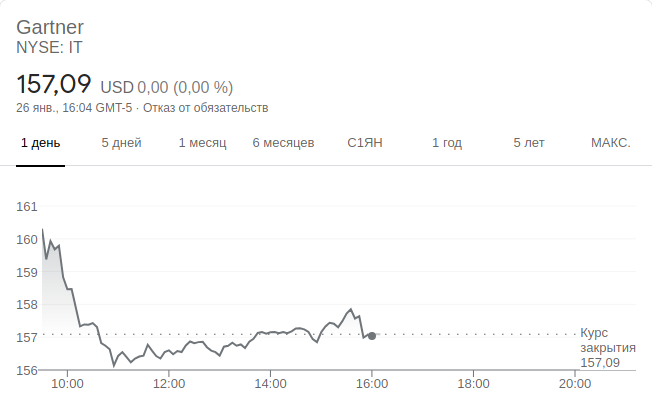 Gartner
NYSE: IT
157,09 USD 0,00 (0,00 %)
26 янв., 16:04 GMT-5 · Отказ от обязательств
1 день 5 дней 1 месяц 6 месяцев С1ЯН 1 год 5 лет МАКС.
161
160
159
158
157
156
Курс
закрытия
157,09
10:00 12:00 14:00 16:00 18:00 20:00